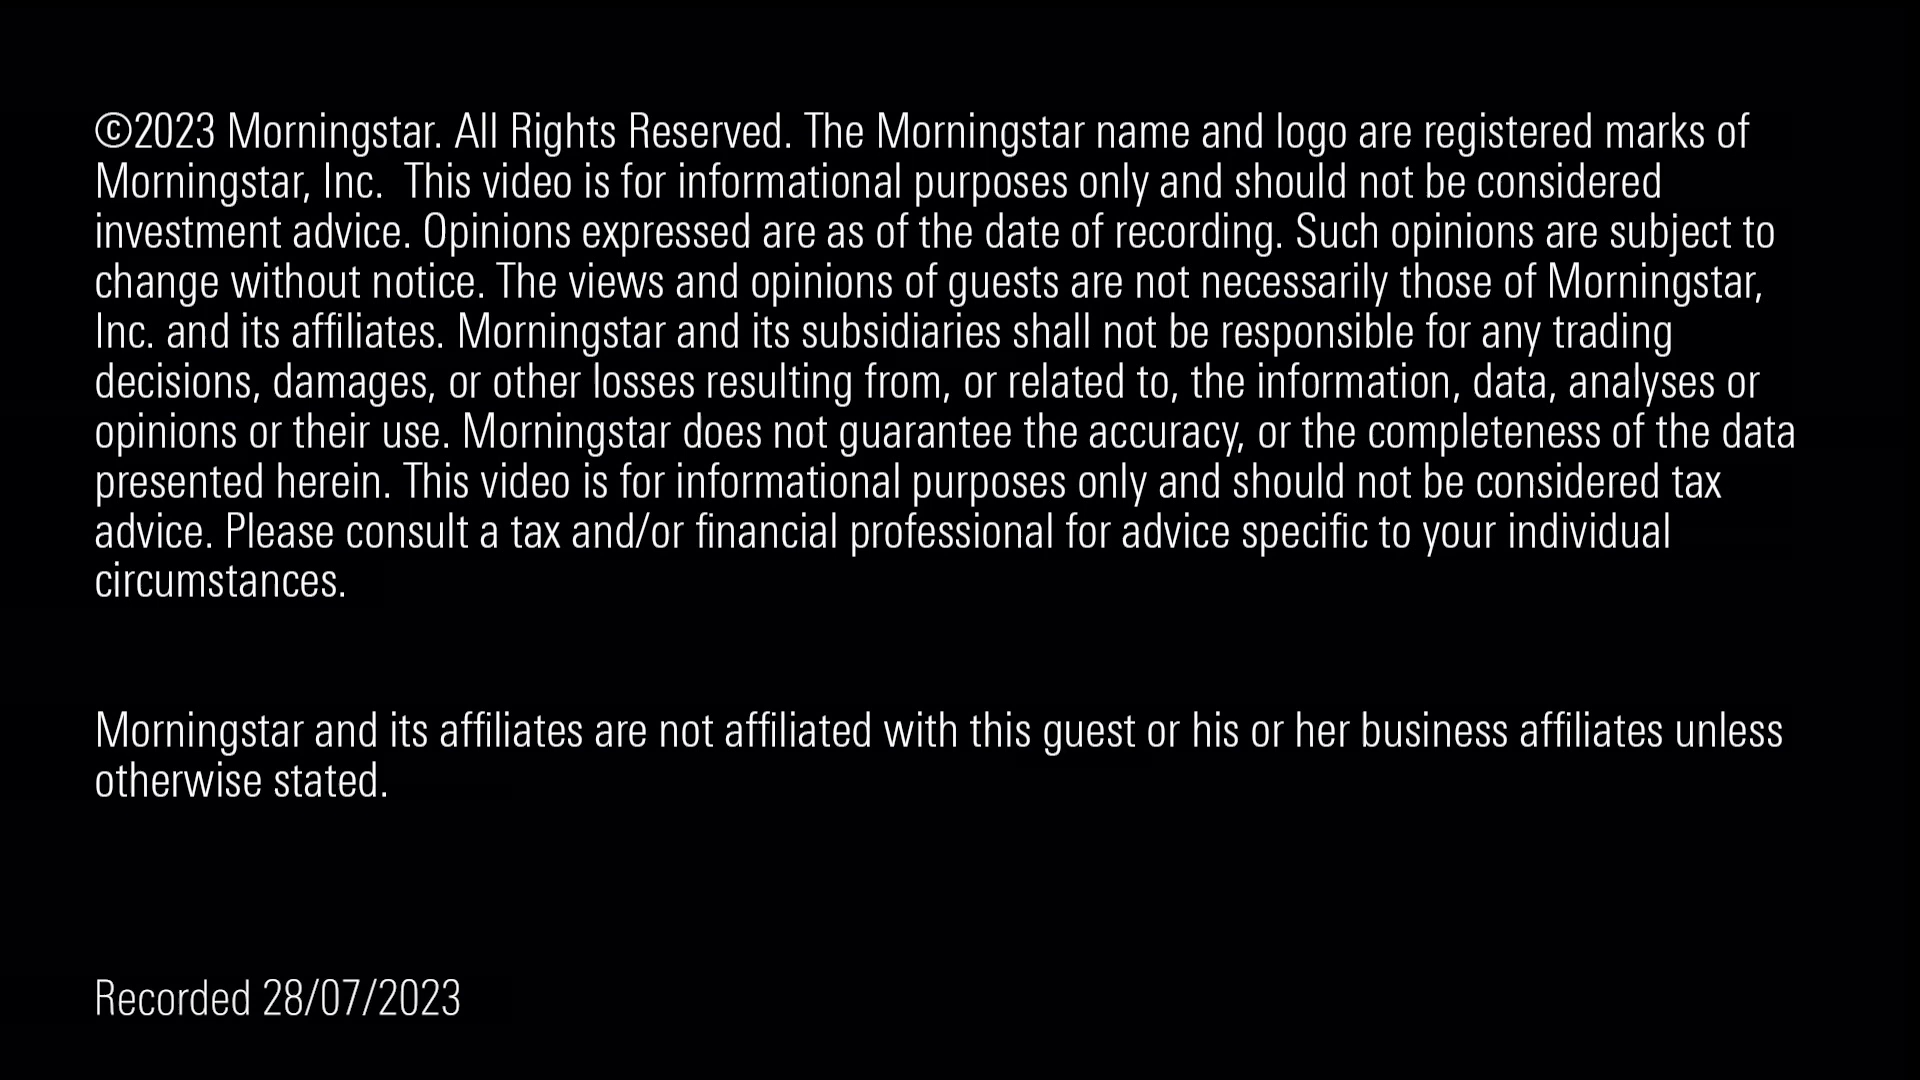 ©2023 Morningstar. All Rights Reserved. The Morningstar name and logo are registered marks of
Morningstar, Inc.  This video is for informational purposes only and should not be considered
investment advice. Opinions expressed are as of the date of recording. Such opinions are subject to
change without notice. The views and opinions of guests are not necessarily those of Morningstar,
Inc. and its affiliates. Morningstar and its subsidiaries shall not be responsible for any trading
decisions, damages, or other losses resulting from, or related to, the information, data, analyses or
opinions or their use. Morningstar does not guarantee the accuracy, or the completeness of the data
presented herein. This video is for informational purposes only and should not be considered tax
advice. Please consult a tax and/or financial professional for advice specific to your individual
circumstances.
Morningstar and its affiliates are not affiliated with this guest or his or her business affiliates unless
otherwise stated.
Recorded 28/07/2023